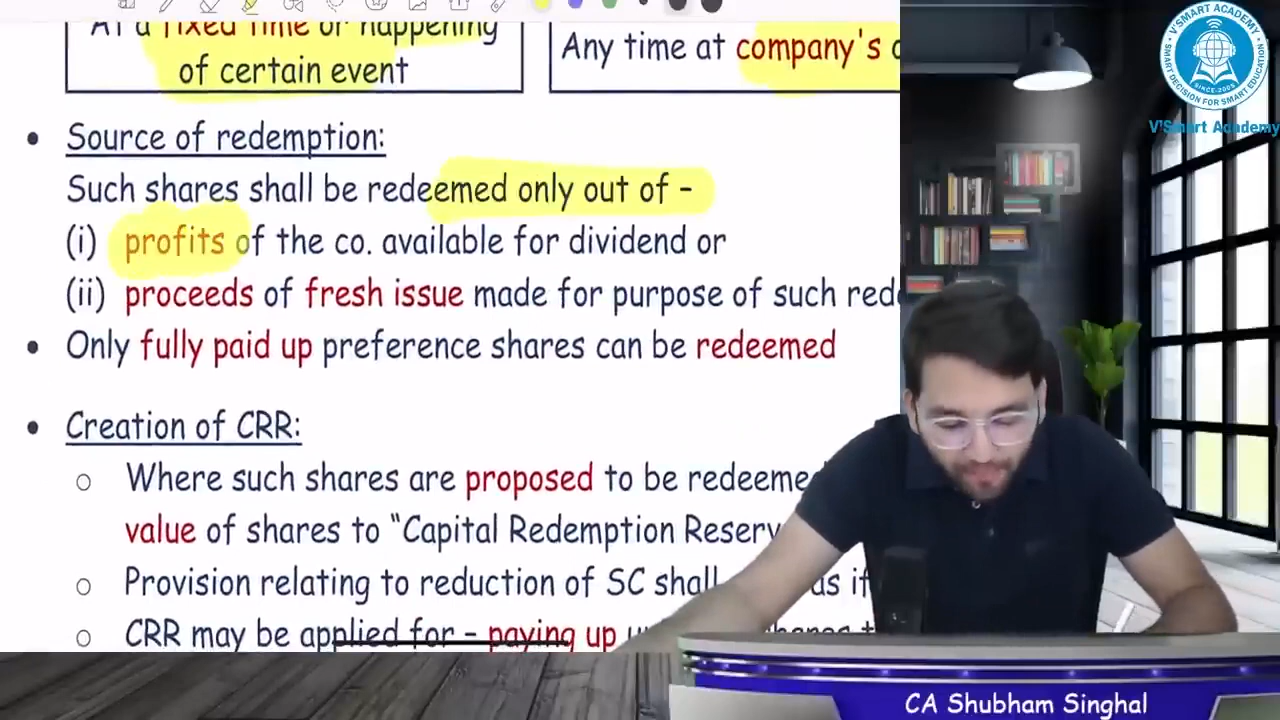 At a fixed time or happening
of certain event
Any time at company's
• Source of redemption:
Such shares shall be redeemed only out of –
(i) profits of the co. available for dividend or
(ii) proceeds of fresh issue made for purpose of such
• Only fully paid up preference shares can be redeemed
• Creation of CRR:
o Where such shares are proposed to be
value of shares to “Capital Redemption
o Provision relating to reduction of SC shall as if
o CRR may be applied for – paying up
V'SMART ACADEMY
SMART DECISION FOR SMART EDUCATION
SINCE-2005
V'Smart Academy
CA Shubham Singhal